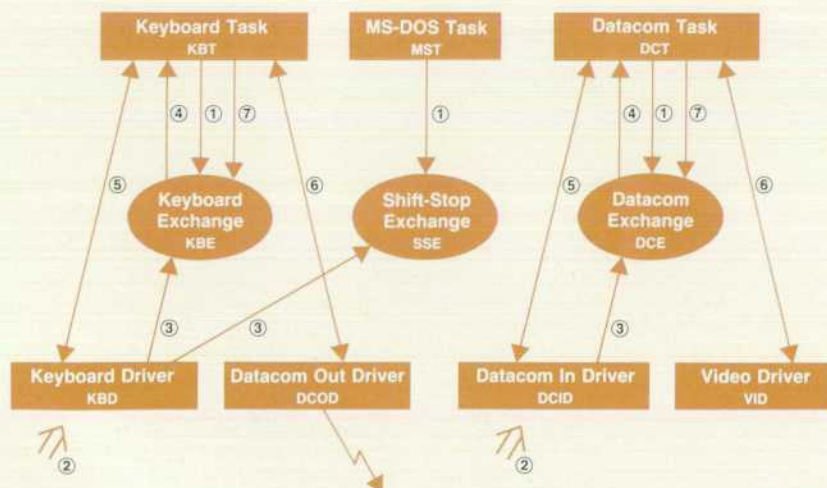 Keyboard Task
KBT
MS-DOS Task
MST
Datacom Task
DCT
④ ① ⑦
①
④ ① ⑦
⑤
⑥
⑤
⑥
Keyboard
Exchange
KBE
Shift-Stop
Exchange
SSE
Datacom
Exchange
DCE
③
③
③
Keyboard Driver
KBD
Datacom Out Driver
DCOD
Datacom In Driver
DCID
Video Driver
VID
②
②